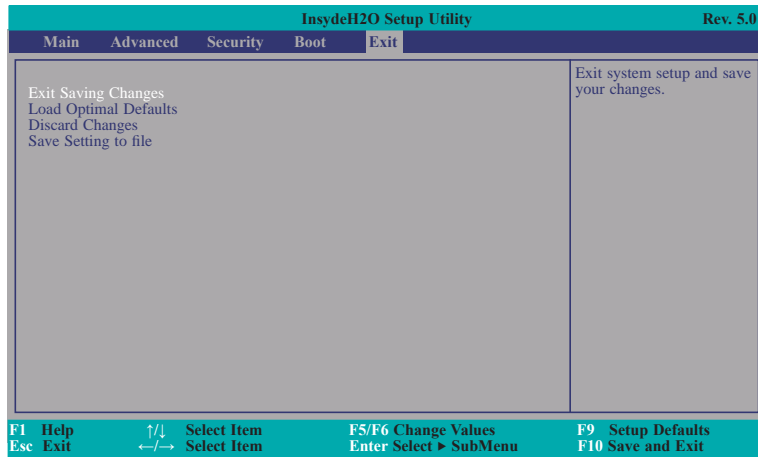 InsydeH2O Setup Utility Rev. 5.0
Main Advanced Security Boot Exit
Exit Saving Changes
Load Optimal Defaults
Discard Changes
Save Setting to file
Exit system setup and save
your changes.
F1 Help ↑/↓ Select Item F5/F6 Change Values F9 Setup Defaults
Esc Exit ←/→ Select Item Enter Select ► SubMenu F10 Save and Exit